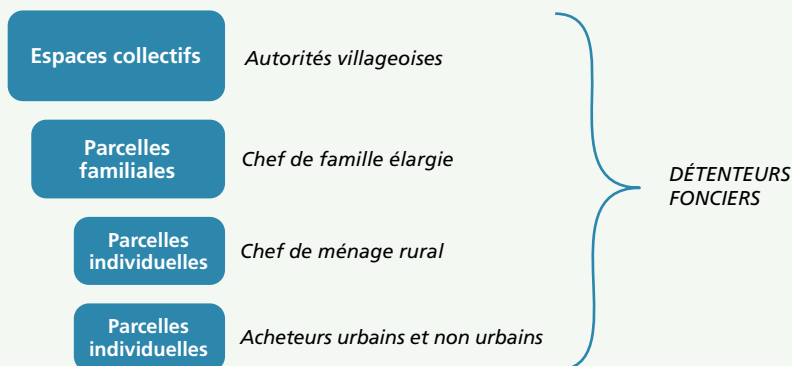 Espaces collectifs
Autorités villageoises
Parcelles
familiales
Chef de famille élargie
DÉTENTEURS
FONCIERS
Parcelles
individuelles
Chef de ménage rural
Parcelles
individuelles
Acheteurs urbains et non urbains